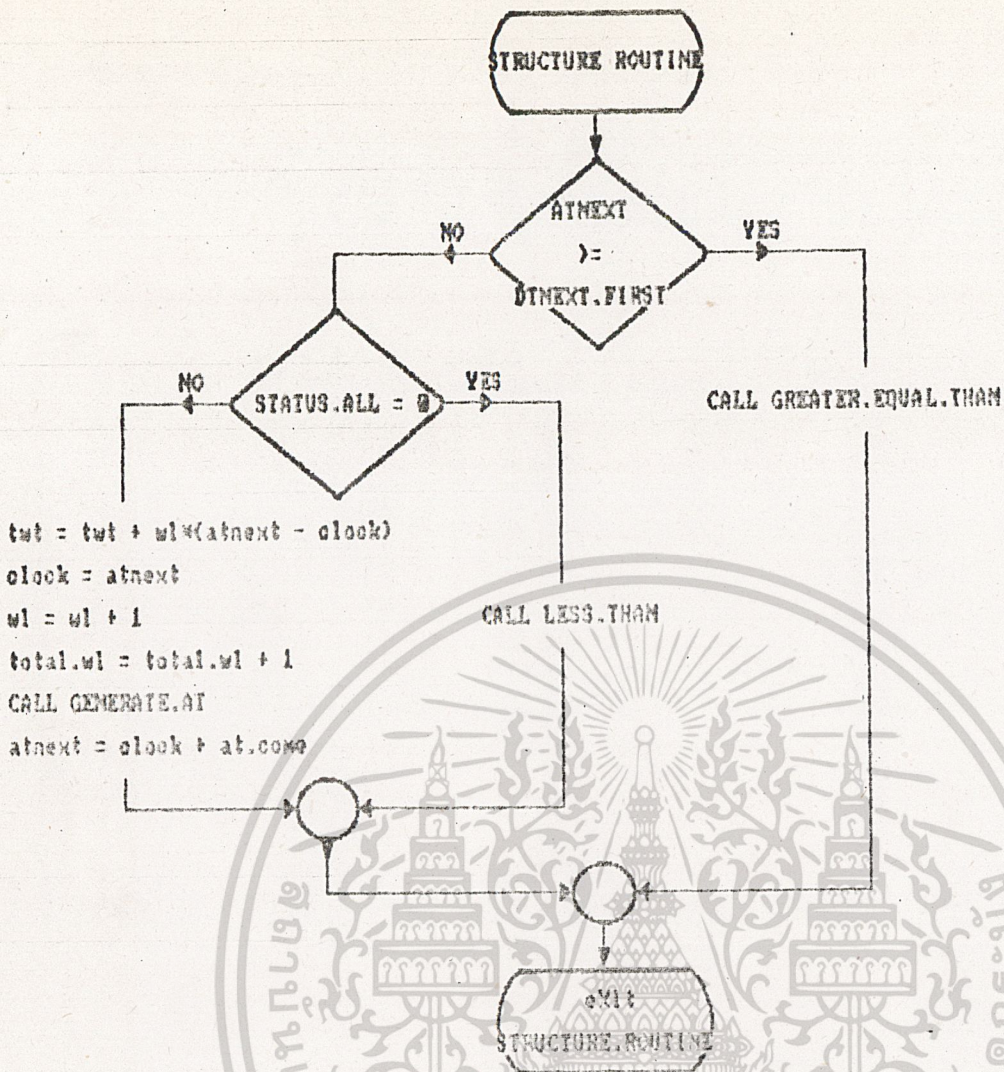 STRUCTURE ROUTINE
ATNEXT
>=
DTNEXT.FIRST
NO
YES
STATUS.ALL = 0
NO
YES
CALL GREATER.EQUAL.THAN
twt = twt + wl*(atnext - clock)
clock = atnext
wl = wl + 1
total.wl = total.wl + 1
CALL GENERATE.AT
atnext = clock + at.come
CALL LESS.THAN
eXit
STRUCTURE.ROUTINE